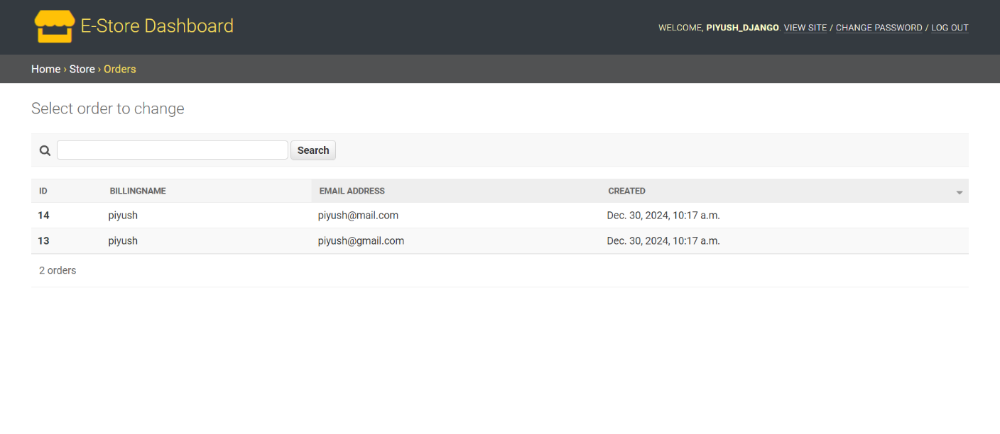 E-Store Dashboard
WELCOME, PIYUSH_DJANGO. VIEW SITE / CHANGE PASSWORD / LOG OUT
Home › Store › Orders
Select order to change
Search
ID BILLINGNAME EMAIL ADDRESS CREATED
14 piyush piyush@mail.com Dec. 30, 2024, 10:17 a.m.
13 piyush piyush@gmail.com Dec. 30, 2024, 10:17 a.m.
2 orders